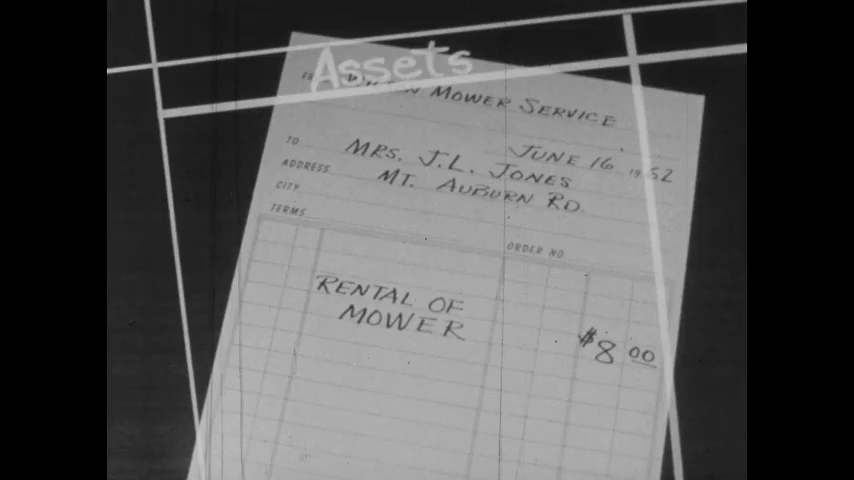 Assets
MOWER SERVICE
JUNE 16 1952
TO MRS. J.L. JONES
ADDRESS MT. AUBURN RD.
CITY
TERMS
ORDER NO.
RENTAL OF
MOWER
$8 00